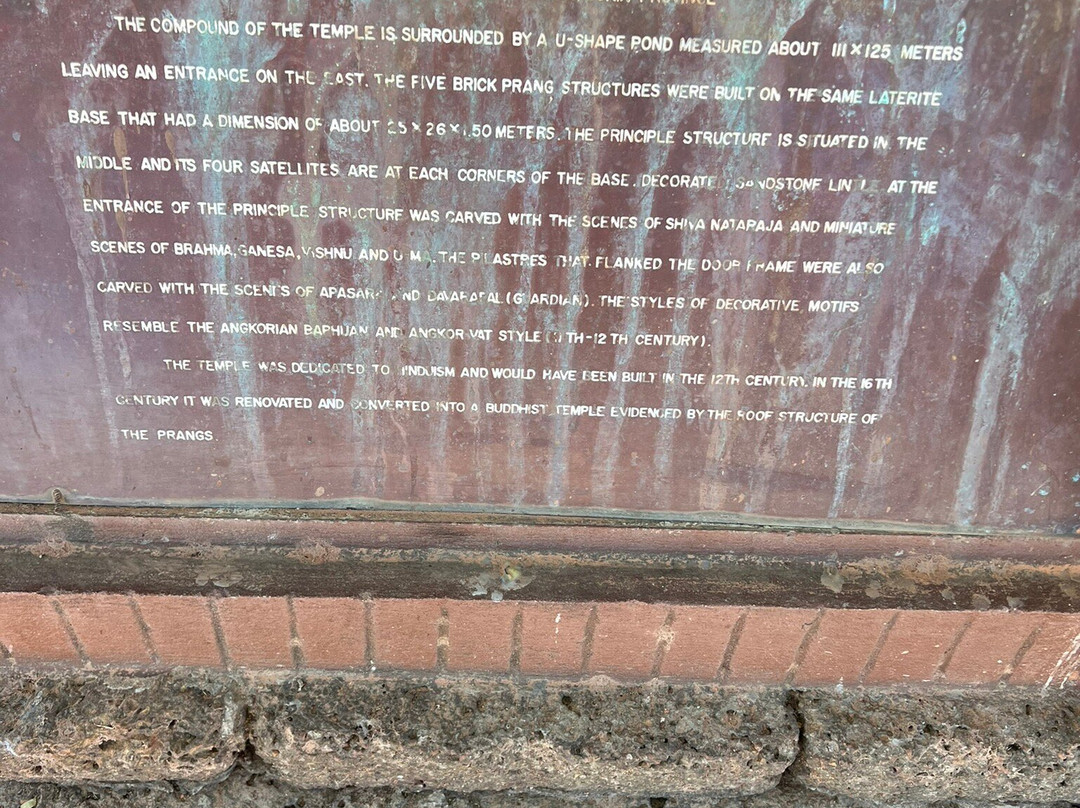 PROVINCE
THE COMPOUND OF THE TEMPLE IS SURROUNDED BY A U-SHAPE POND MEASURED ABOUT 111×125 METERS
LEAVING AN ENTRANCE ON THE EAST. THE FIVE BRICK PRANG STRUCTURES WERE BUILT ON THE SAME LATERITE
BASE THAT HAD A DIMENSION OF ABOUT 25×26×1.50 METERS. THE PRINCIPLE STRUCTURE IS SITUATED IN THE
MIDDLE AND ITS FOUR SATELLITES ARE AT EACH CORNERS OF THE BASE. DECORATED SANDSTONE LINTEL AT THE
ENTRANCE OF THE PRINCIPLE STRUCTURE WAS CARVED WITH THE SCENES OF SHIVA NATARAJA AND MINIATURE
SCENES OF BRAHMA, GANESA, VISHNU AND UMA. THE PILASTRES THAT FLANKED THE DOOR FRAME WERE ALSO
CARVED WITH THE SCENES OF APASARA AND (GUARDIAN). THE STYLES OF DECORATIVE MOTIFS
RESEMBLE THE ANGKORIAN BAPHUAN AND ANGKOR VAT STYLE (11 TH-12 TH CENTURY).
THE TEMPLE WAS DEDICATED TO HINDUISM AND WOULD HAVE BEEN BUILT IN THE 12TH CENTURY. IN THE 16 TH
CENTURY IT WAS RENOVATED AND CONVERTED INTO A BUDDHIST TEMPLE EVIDENCED BY THE ROOF STRUCTURE OF
THE PRANGS.